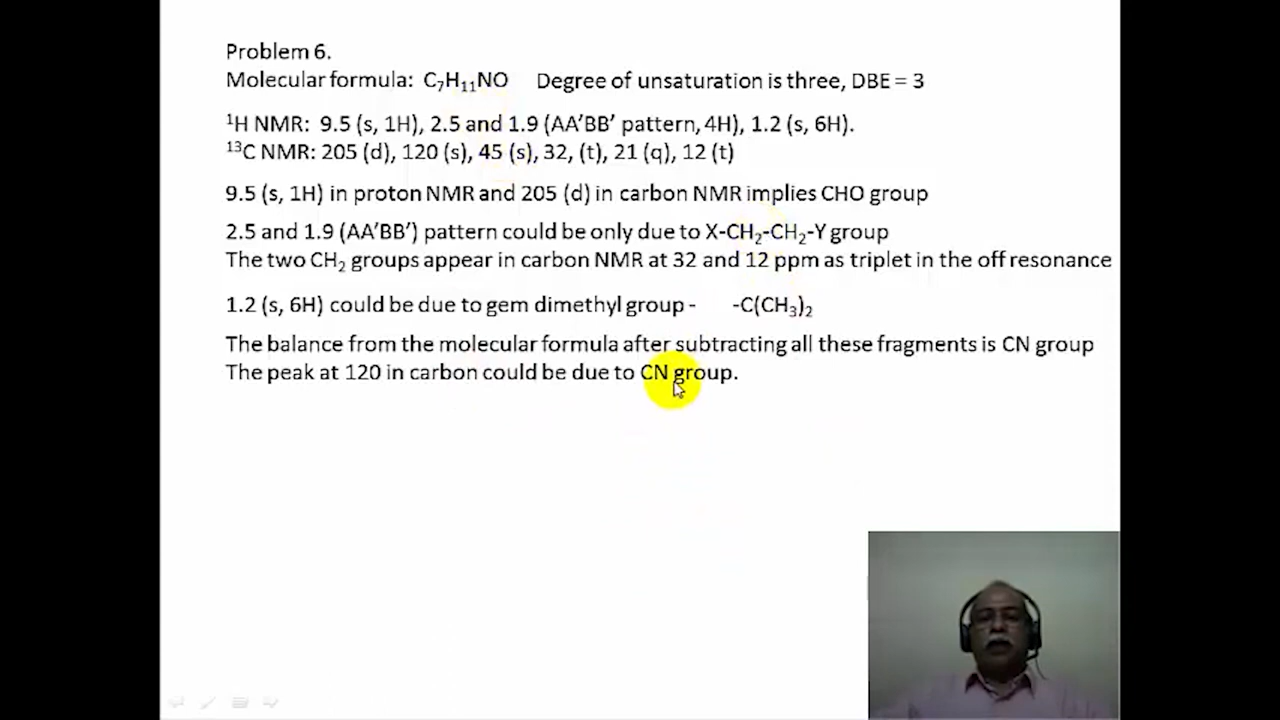 Problem 6.
Molecular formula: C₇H₁₁NO Degree of unsaturation is three, DBE = 3
¹H NMR: 9.5 (s, 1H), 2.5 and 1.9 (AA′BB′ pattern, 4H), 1.2 (s, 6H).
¹³C NMR: 205 (d), 120 (s), 45 (s), 32, (t), 21 (q), 12 (t)
9.5 (s, 1H) in proton NMR and 205 (d) in carbon NMR implies CHO group
2.5 and 1.9 (AA′BB′) pattern could be only due to X-CH₂-CH₂-Y group
The two CH₂ groups appear in carbon NMR at 32 and 12 ppm as triplet in the off resonance
1.2 (s, 6H) could be due to gem dimethyl group - -C(CH₃)₂
The balance from the molecular formula after subtracting all these fragments is CN group
The peak at 120 in carbon could be due to CN group.